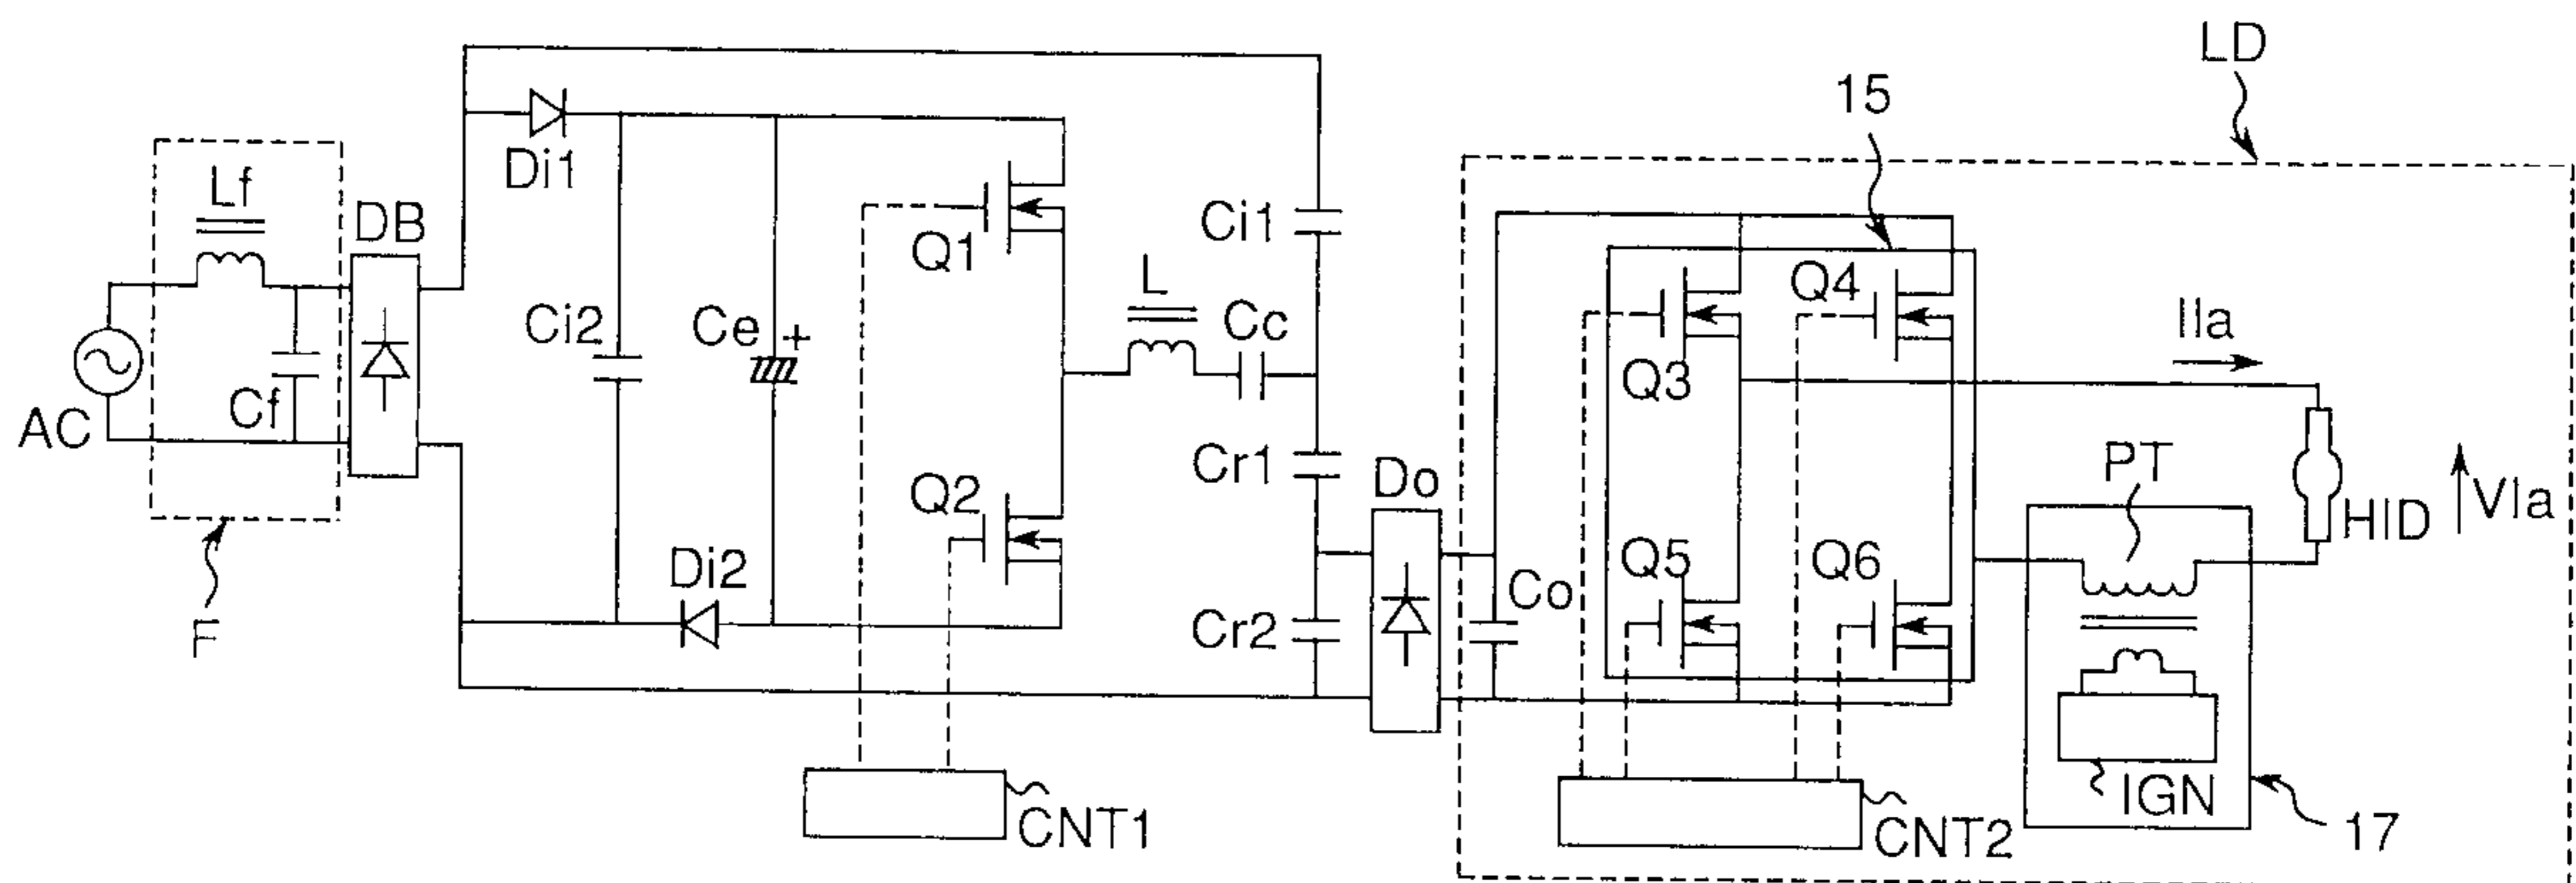 LD
15
Lf
DB
Di1
Q1
Ci1
L
Cc
Q4
Ila
Ci2
Ce
+
Q3
Cf
AC
Cr1
Do
PT
Q2
Vla
HID
Di2
Q5
Q6
Co
Cr2
F
IGN
CNT1
CNT2
17